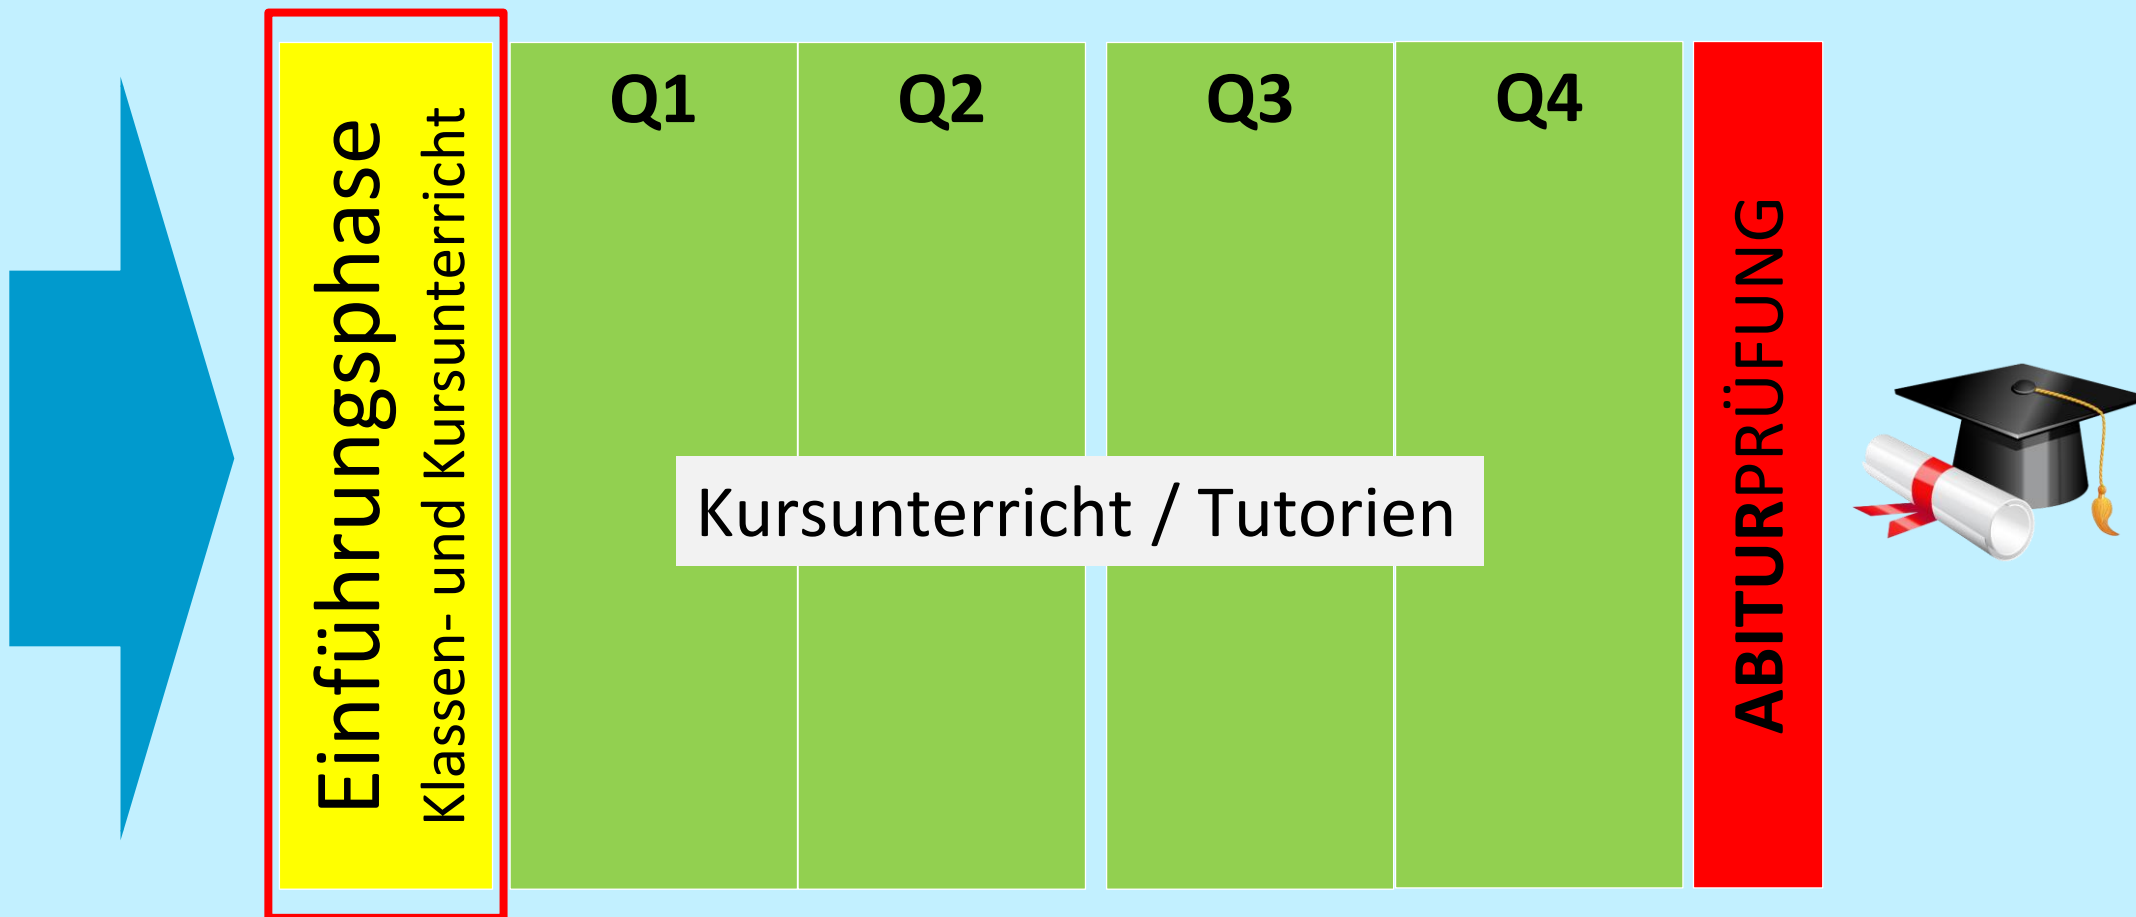 Einführungsphase
Klassen- und Kursunterricht
Q1
Q2
Q3
Q4
Kursunterricht / Tutorien
ABITURPRÜFUNG